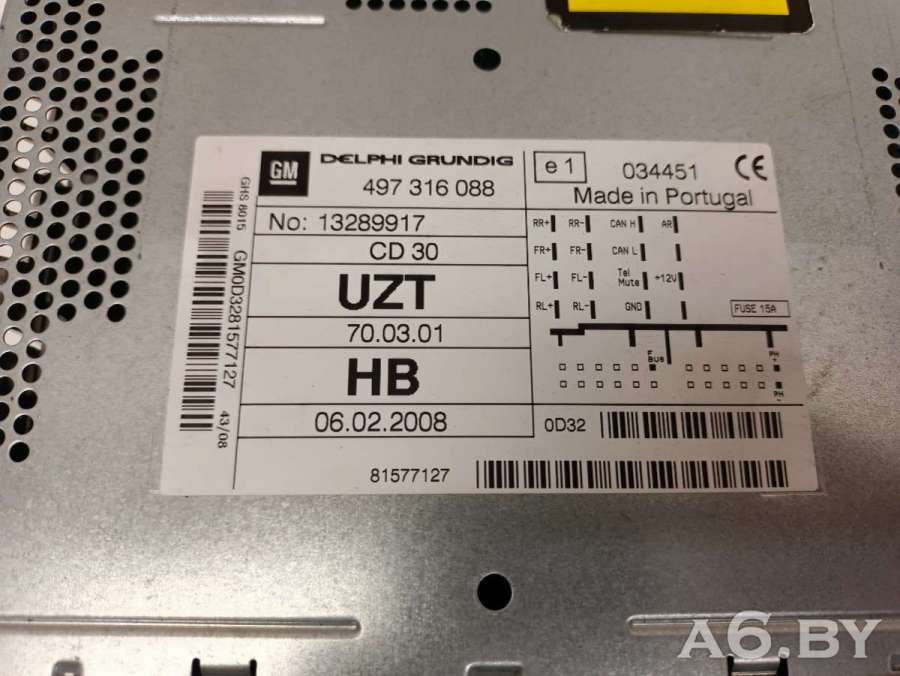 GM
DELPHI GRUNDIG
497 316 088
No: 13289917
CD 30
UZT
70.03.01
HB
06.02.2008
81577127
GHS 8015
GM0D3281577127
43/08
e 1
034451
CE
Made in Portugal
RR+ RR- CAN H AR
FR+ FR- CAN L
FL+ FL- Tel Mute +12V
RL+ RL- GND
FUSE 15A
F BUS
PH +
PH -
0D32
A6.BY